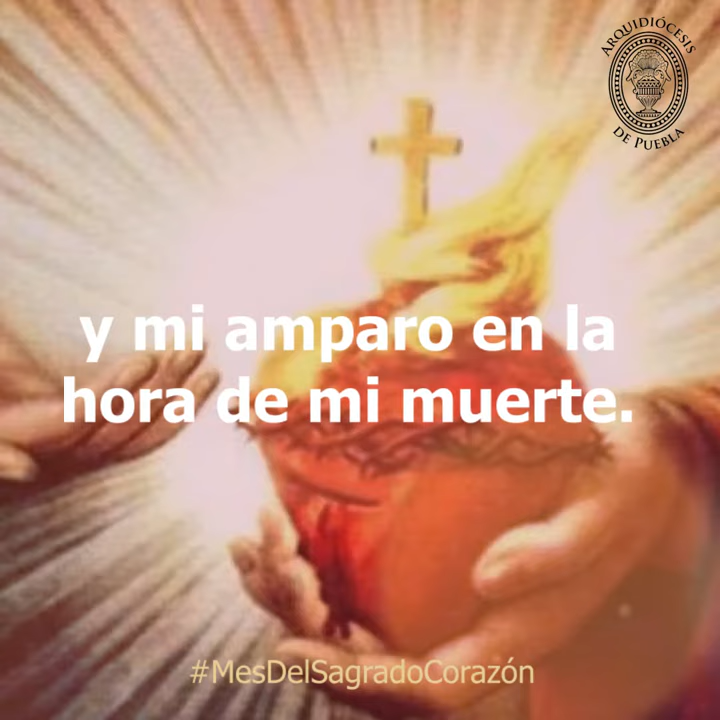 ARQUIDIÓCESIS
DE PUEBLA
y mi amparo en la
hora de mi muerte.
#MesDelSagradoCorazón